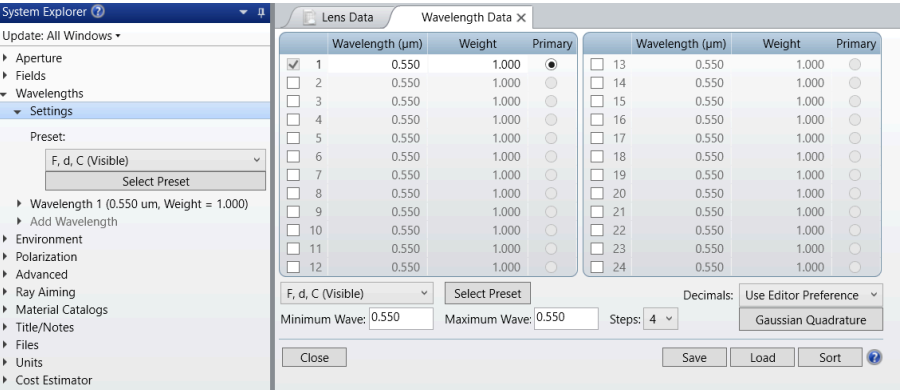 System Explorer ?
Update: All Windows
Aperture
Fields
Wavelengths
Settings
Preset:
F, d, C (Visible)
Select Preset
Wavelength 1 (0.550 um, Weight = 1.000)
Add Wavelength
Environment
Polarization
Advanced
Ray Aiming
Material Catalogs
Title/Notes
Files
Units
Cost Estimator
Lens Data Wavelength Data
Wavelength (µm) Weight Primary Wavelength (µm) Weight Primary
1 0.550 1.000 13 0.550 1.000
2 0.550 1.000 14 0.550 1.000
3 0.550 1.000 15 0.550 1.000
4 0.550 1.000 16 0.550 1.000
5 0.550 1.000 17 0.550 1.000
6 0.550 1.000 18 0.550 1.000
7 0.550 1.000 19 0.550 1.000
8 0.550 1.000 20 0.550 1.000
9 0.550 1.000 21 0.550 1.000
10 0.550 1.000 22 0.550 1.000
11 0.550 1.000 23 0.550 1.000
12 0.550 1.000 24 0.550 1.000
F, d, C (Visible) Select Preset Decimals: Use Editor Preference
Minimum Wave: 0.550 Maximum Wave: 0.550 Steps: 4 Gaussian Quadrature
Close Save Load Sort ?